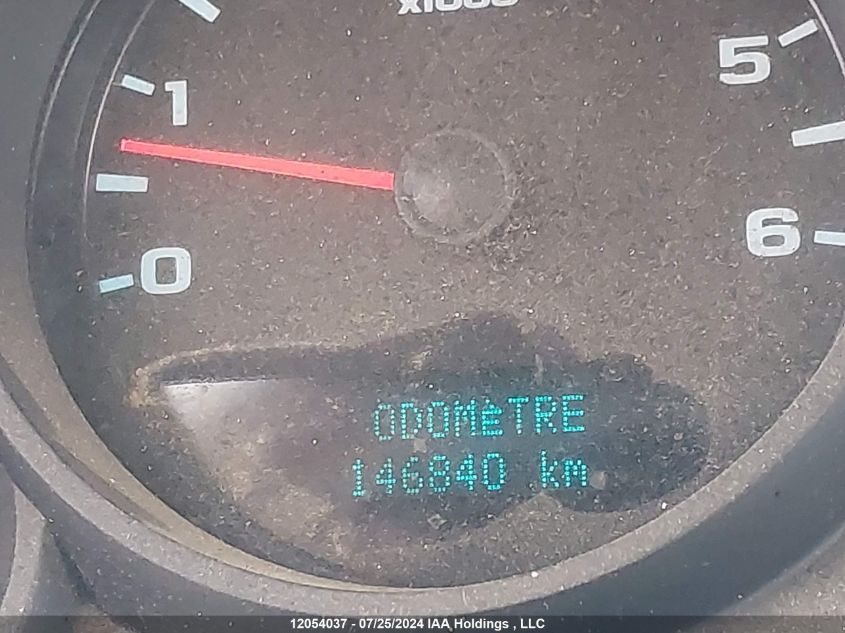 x1000
1
5
0
6
ODOMèTRE
146840 km
12054037 - 07/25/2024 IAA Holdings , LLC